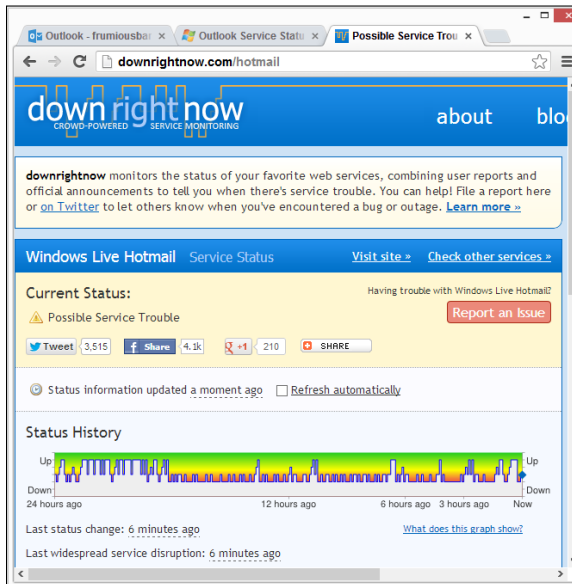 Outlook - frumiousbar
Outlook Service Statu
Possible Service Trou
downrightnow.com/hotmail
down right now
CROWD-POWERED SERVICE MONITORING
about
blo
downrightnow monitors the status of your favorite web services, combining user reports and
official announcements to tell you when there's service trouble. You can help! File a report here
or on Twitter to let others know when you've encountered a bug or outage. Learn more »
Windows Live Hotmail Service Status Visit site » Check other services »
Current Status:
Having trouble with Windows Live Hotmail?
Possible Service Trouble
Report an Issue
Tweet 3,515 f Share 4.1k g +1 210 SHARE
Status information updated a moment ago Refresh automatically
Status History
Up Up
Down Down
24 hours ago 12 hours ago 6 hours ago 3 hours ago Now
Last status change: 6 minutes ago What does this graph show?
Last widespread service disruption: 6 minutes ago